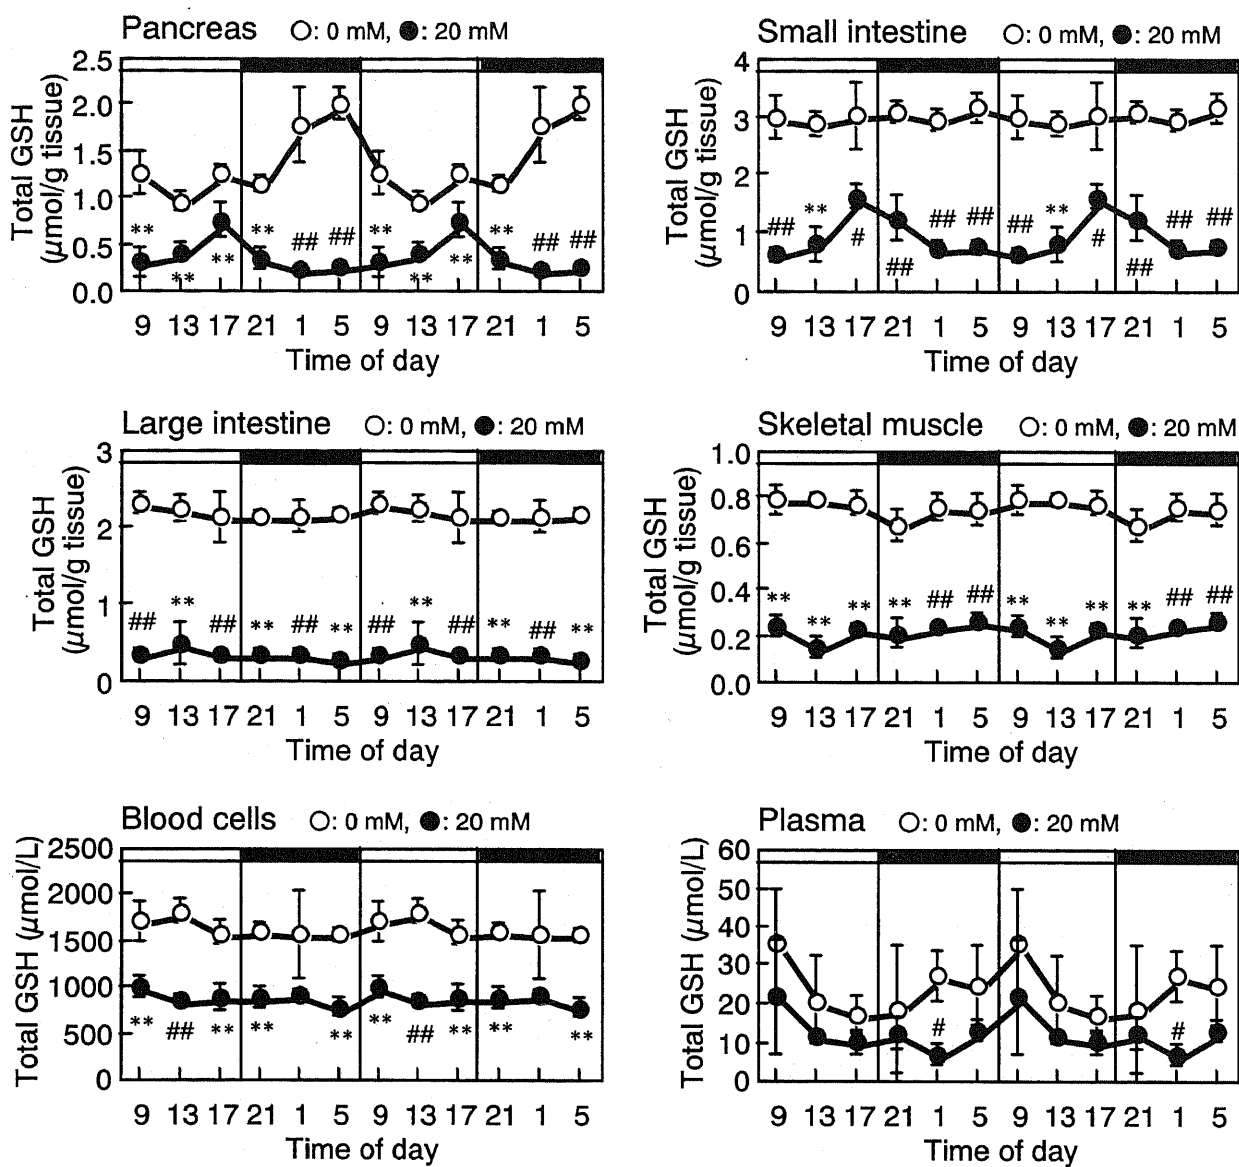 Pancreas ○: 0 mM, ●: 20 mM
Total GSH
(µmol/g tissue)
2.5
2.0
1.5
1.0
0.5
0.0
** ** ## ## ** ** ## ##
** ** ** **
9 13 17 21 1 5 9 13 17 21 1 5
Time of day
Small intestine ○: 0 mM, ●: 20 mM
Total GSH
(µmol/g tissue)
4
3
2
1
0
## ** ## ## ## ** ## ##
# ## # ##
9 13 17 21 1 5 9 13 17 21 1 5
Time of day
Large intestine ○: 0 mM, ●: 20 mM
Total GSH
(µmol/g tissue)
3
2
1
0
## ** ## ** ## ** ## ** ## ** ## **
9 13 17 21 1 5 9 13 17 21 1 5
Time of day
Skeletal muscle ○: 0 mM, ●: 20 mM
Total GSH
(µmol/g tissue)
1.0
0.8
0.6
0.4
0.2
0.0
** ** ** ** ## ## ** ** ** ** ## ##
9 13 17 21 1 5 9 13 17 21 1 5
Time of day
Blood cells ○: 0 mM, ●: 20 mM
Total GSH (µmol/L)
2500
2000
1500
1000
500
0
** ## ** ** ** ** ## ** ** **
9 13 17 21 1 5 9 13 17 21 1 5
Time of day
Plasma ○: 0 mM, ●: 20 mM
Total GSH (µmol/L)
60
50
40
30
20
10
0
# #
9 13 17 21 1 5 9 13 17 21 1 5
Time of day